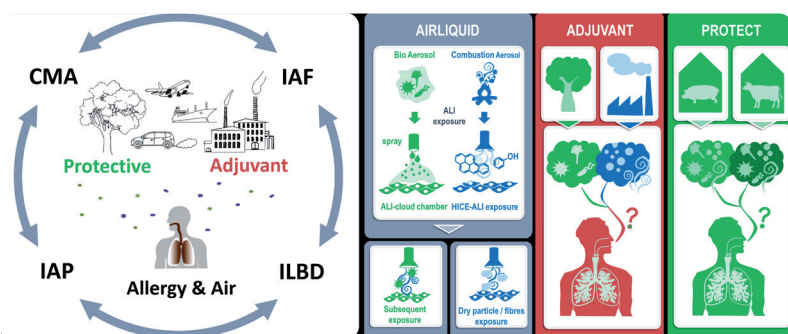 CMA
IAF
Protective
Adjuvant
IAP
ILBD
Allergy & Air
AIRLIQUID
Bio Aerosol
Combustion Aerosol
ALI
exposure
spray
OH
ALI-cloud chamber
HICE-ALI exposure
Subsequent
exposure
Dry particle / fibres
exposure
ADJUVANT
?
PROTECT
?